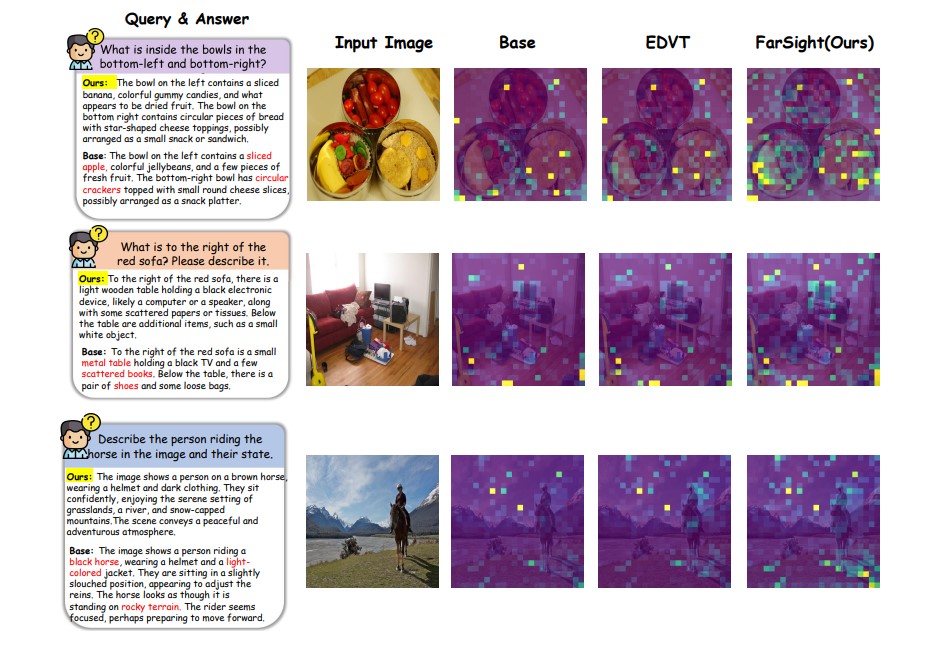 Query & Answer
Input Image
Base
EDVT
FarSight(Ours)
?
What is inside the bowls in the
bottom-left and bottom-right?
Ours: The bowl on the left contains a sliced
banana, colorful gummy candies, and what
appears to be dried fruit. The bowl on the
bottom right contains circular pieces of bread
with star-shaped cheese toppings, possibly
arranged as a small snack or sandwich.
Base: The bowl on the left contains a sliced
apple, colorful jellybeans, and a few pieces of
fresh fruit. The bottom-right bowl has circular
crackers topped with small round cheese slices,
possibly arranged as a snack platter.
?
What is to the right of the
red sofa? Please describe it.
Ours: To the right of the red sofa, there is a
light wooden table holding a black electronic
device, likely a computer or a speaker, along
with some scattered papers or tissues. Below
the table are additional items, such as a small
white object.
Base: To the right of the red sofa is a small
metal table holding a black TV and a few
scattered books. Below the table, there is a
pair of shoes and some loose bags.
?
Describe the person riding the
horse in the image and their state.
Ours: The image shows a person on a brown horse,
wearing a helmet and dark clothing. They sit
confidently, enjoying the serene setting of
grasslands, a river, and snow-capped
mountains.The scene conveys a peaceful and
adventurous atmosphere.
Base: The image shows a person riding a
black horse, wearing a helmet and a light-
colored jacket. They are sitting in a slightly
slouched position, appearing to adjust the
reins. The horse looks as though it is
standing on rocky terrain. The rider seems
focused, perhaps preparing to move forward.